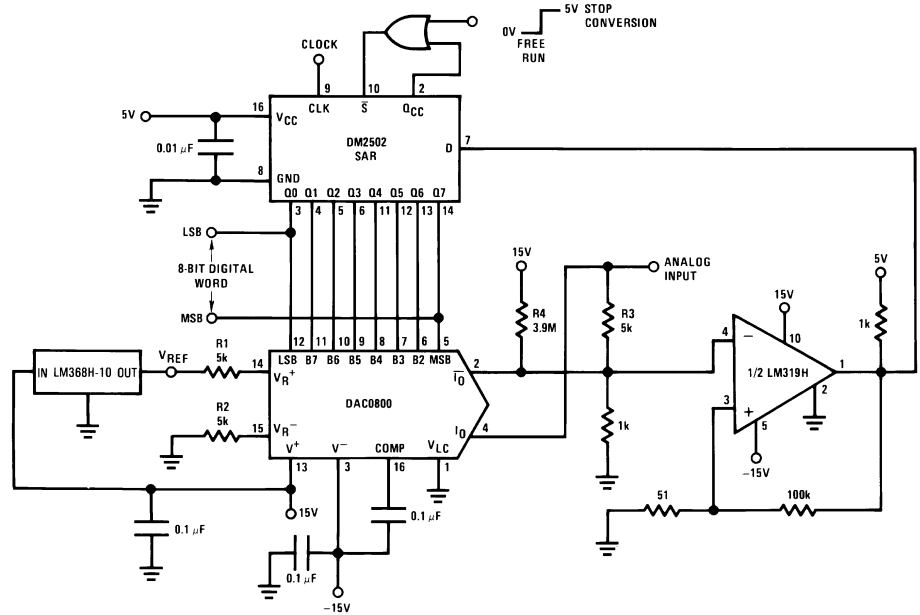 5V STOP
CONVERSION
0V
FREE
RUN
CLOCK
9 10 2
CLK S̅ QCC
5V 16 VCC
DM2502
SAR
D 7
0.01 μF
8 GND
Q0 Q1 Q2 Q3 Q4 Q5 Q6 Q7
3 4 5 6 11 12 13 14
LSB
8-BIT DIGITAL
WORD
MSB
15V
R4
3.9M
ANALOG
INPUT
R3
5k
5V
1k
15V
10
12 11 10 9 8 7 6 5
LSB B7 B6 B5 B4 B3 B2 MSB
IN LM368H-10 OUT
VREF
R1
5k
14 VR+
DAC0800
I̅O̅ 2
IO 4
1k
4 −
1/2 LM319H
1
2
3 +
5
−15V
R2
5k
15 VR−
V+ V− COMP VLC
13 3 16 1
15V
0.1 μF
0.1 μF
0.1 μF
−15V
51
100k